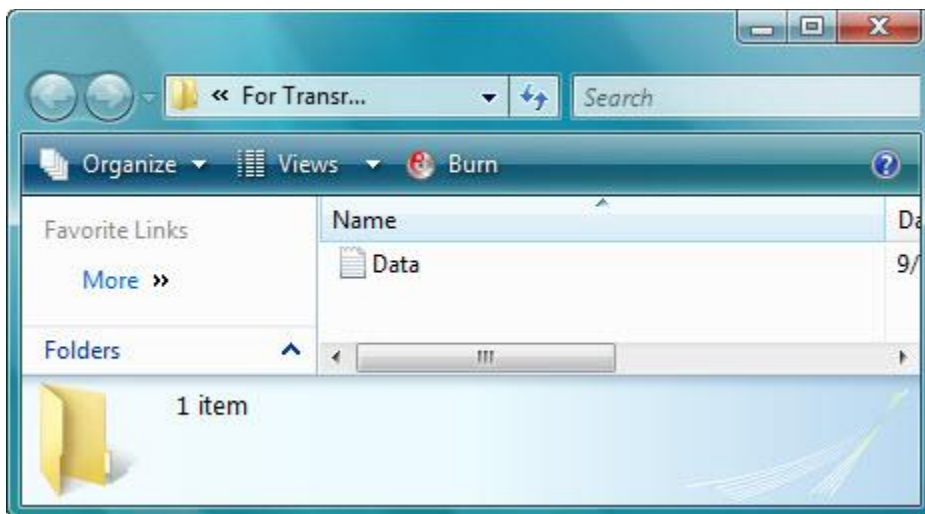 « For Transr...
Search
Organize Views Burn
Favorite Links
More »
Name
Da
Data
9/
Folders
1 item